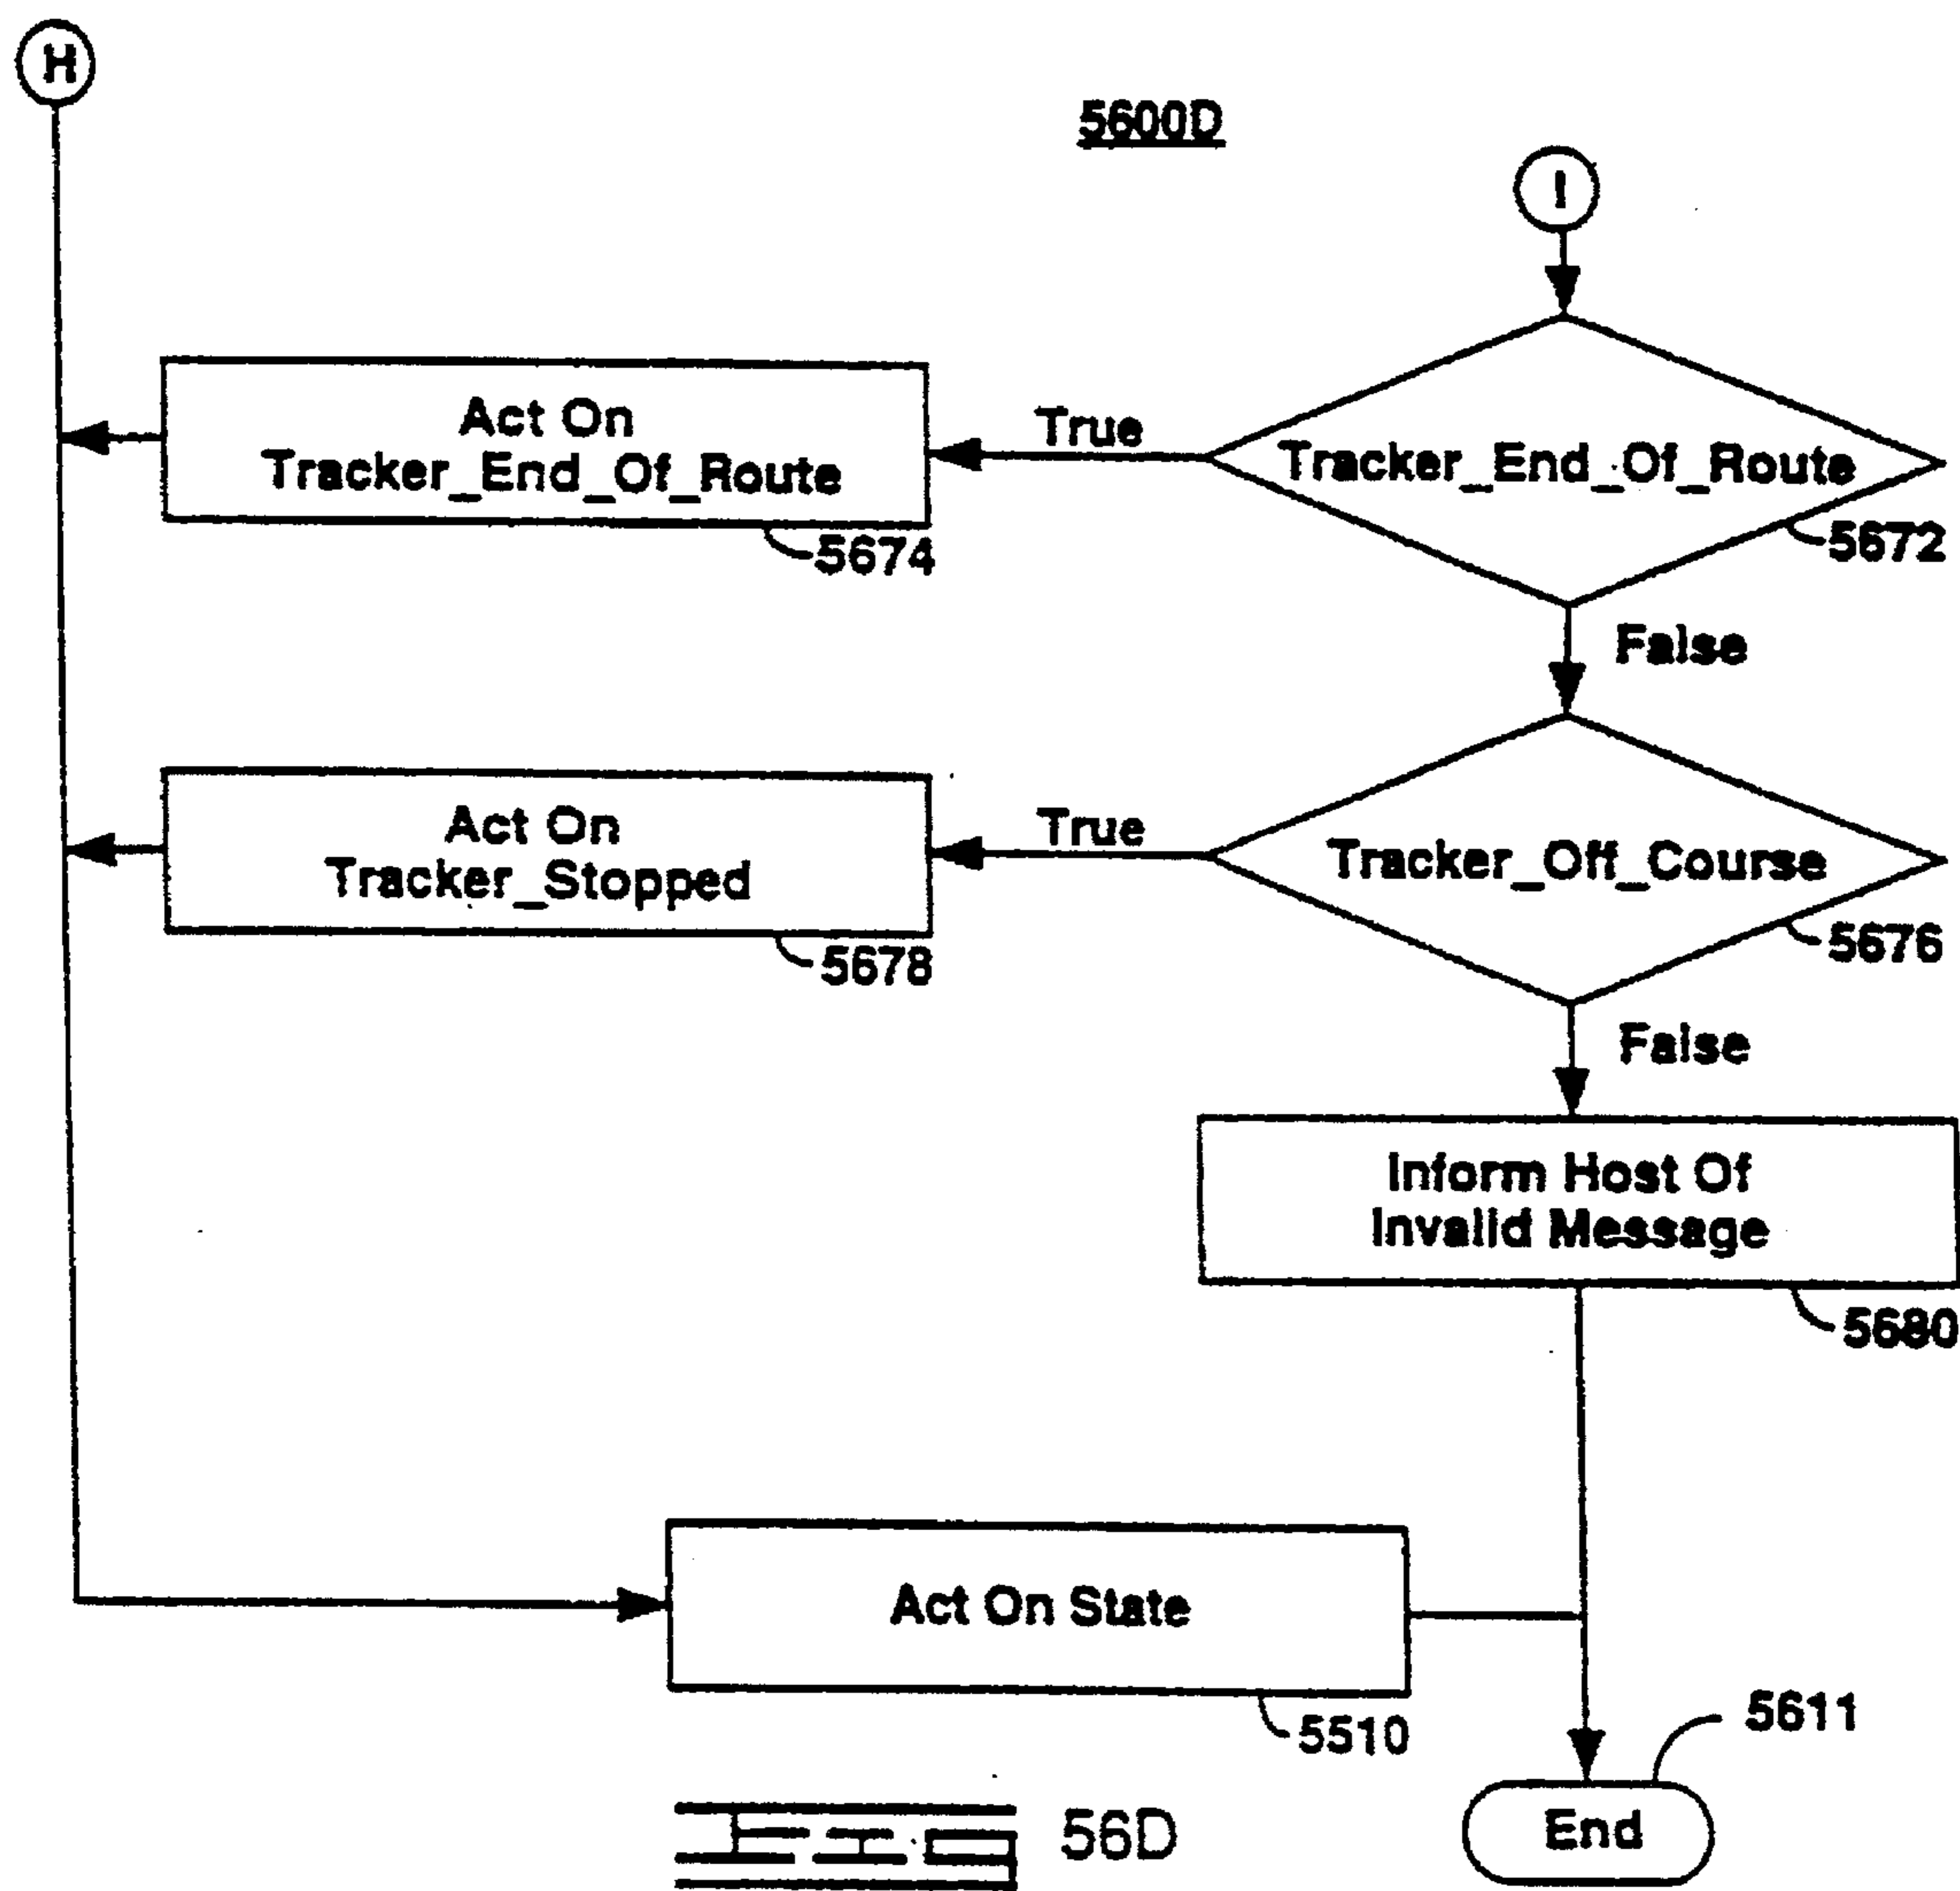 H
5600D
I
Act On
Tracker_End_Of_Route
5674
True
Tracker_End_Of_Route
5672
False
Act On
Tracker_Stopped
5678
True
Tracker_Off_Course
5676
False
Inform Host Of
Invalid Message
5680
Act On State
5510
5611
End
FIG 56D